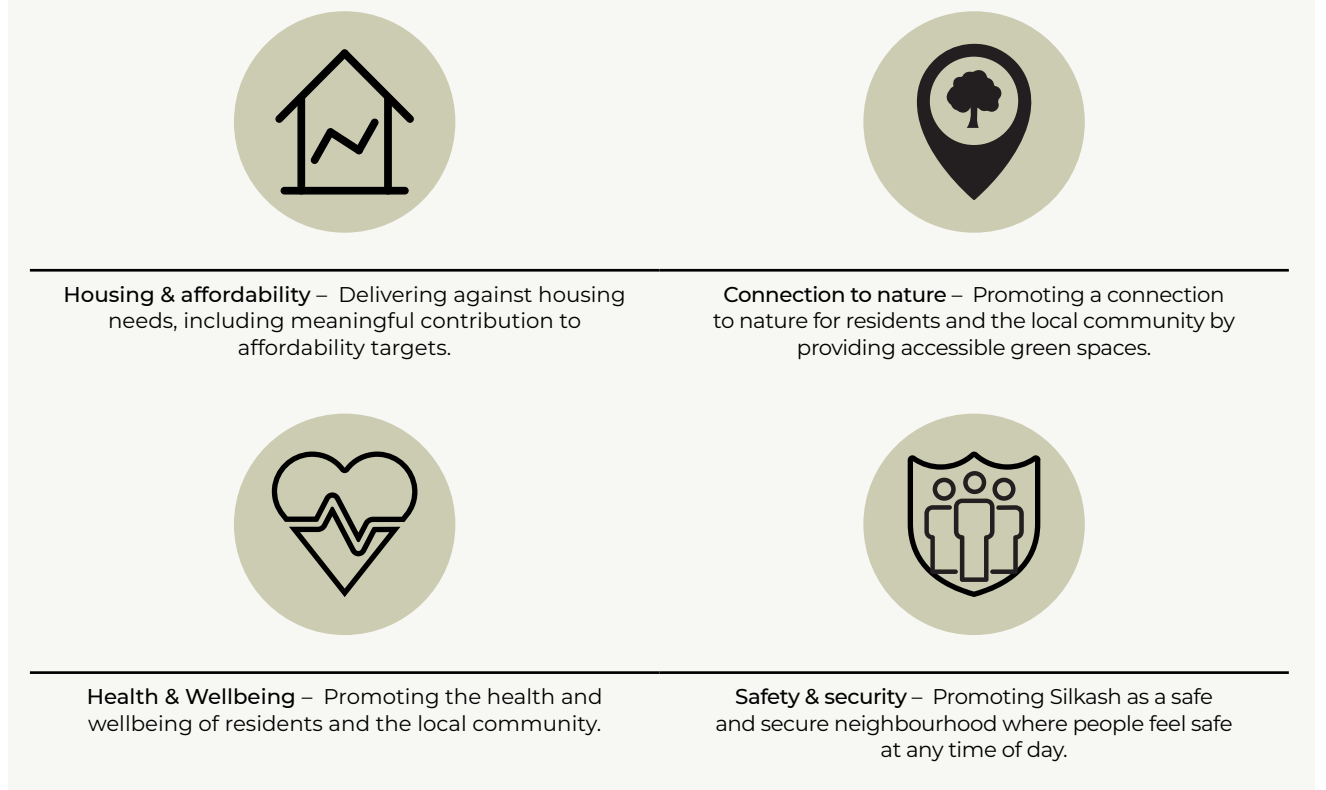 Housing & affordability – Delivering against housing
needs, including meaningful contribution to
affordability targets.
Connection to nature – Promoting a connection
to nature for residents and the local community by
providing accessible green spaces.
Health & Wellbeing – Promoting the health and
wellbeing of residents and the local community.
Safety & security – Promoting Silkash as a safe
and secure neighbourhood where people feel safe
at any time of day.